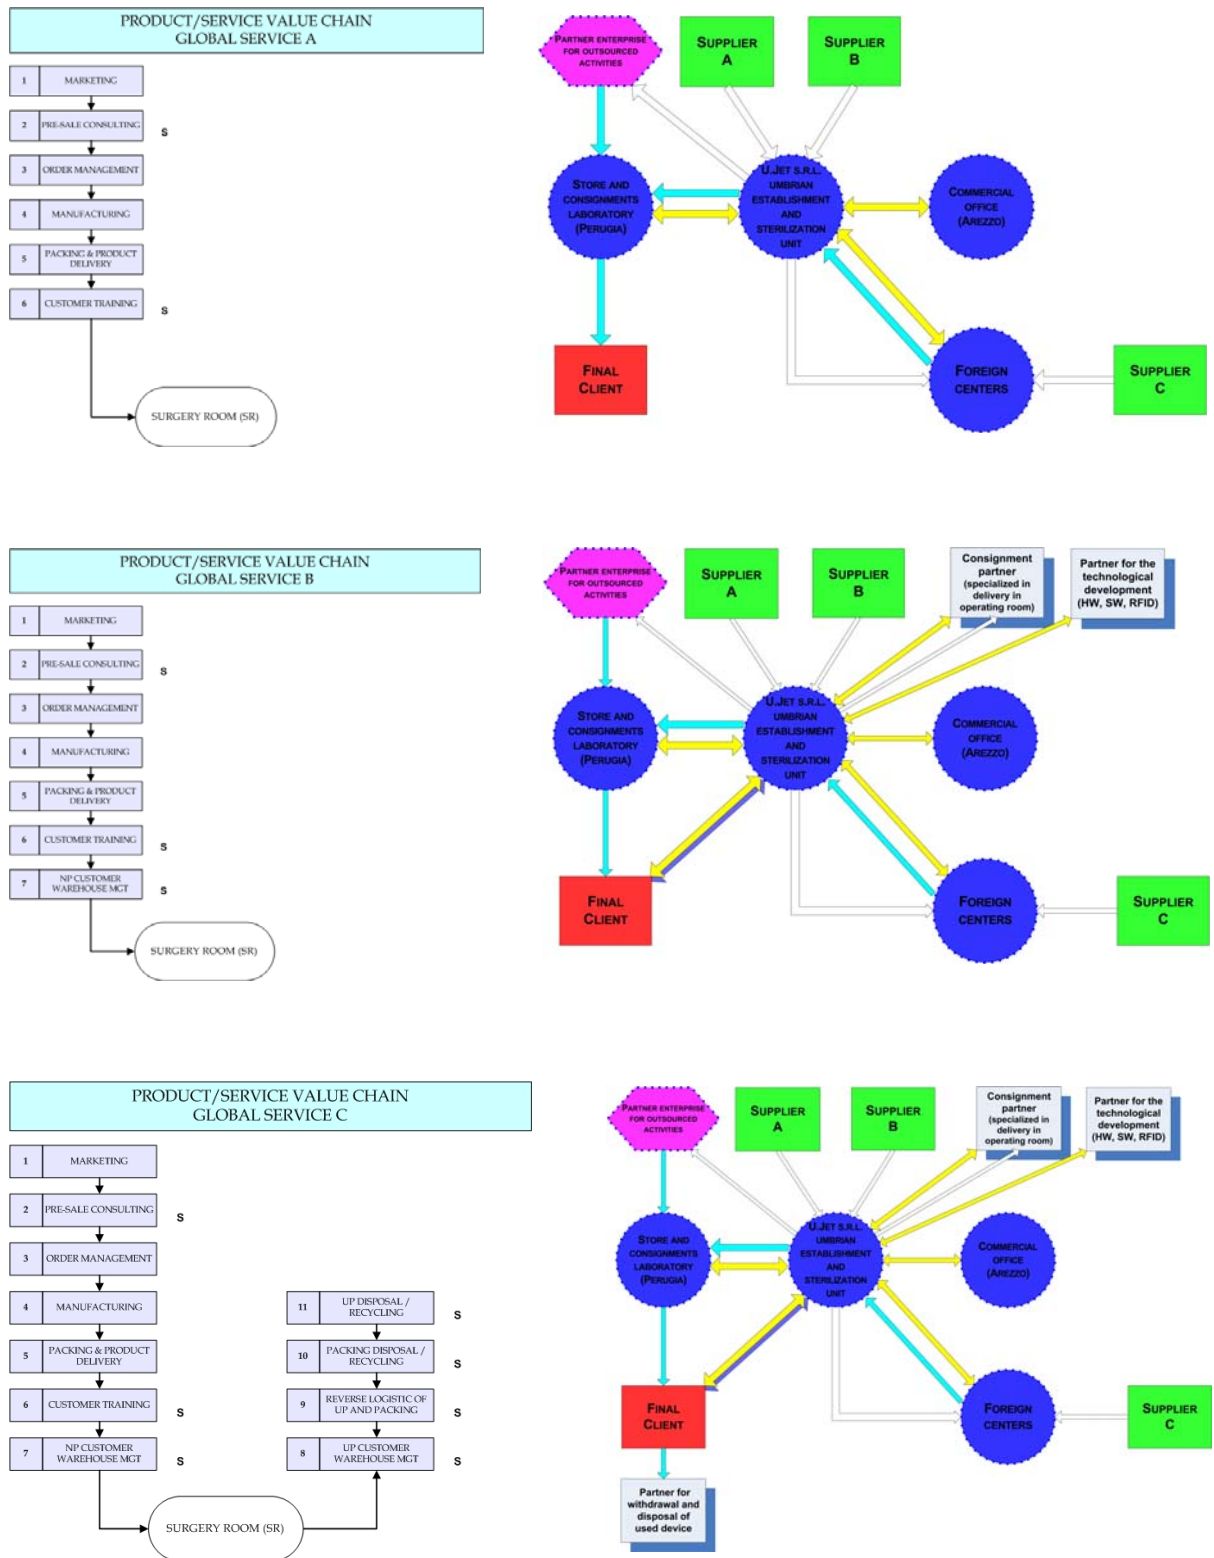 PRODUCT/SERVICE VALUE CHAIN
GLOBAL SERVICE A
1 MARKETING
2 PRE-SALE CONSULTING S
3 ORDER MANAGEMENT
4 MANUFACTURING
5 PACKING & PRODUCT
DELIVERY
6 CUSTOMER TRAINING S
SURGERY ROOM (SR)
PARTNER ENTERPRISE
FOR OUTSOURCED
ACTIVITIES
SUPPLIER
A
SUPPLIER
B
STORE AND
CONSIGNMENTS
LABORATORY
(PERUGIA)
U.JET S.R.L.
UMBRIAN
ESTABLISHMENT
AND
STERILIZATION
UNIT
COMMERCIAL
OFFICE
(AREZZO)
FINAL
CLIENT
FOREIGN
CENTERS
SUPPLIER
C
PRODUCT/SERVICE VALUE CHAIN
GLOBAL SERVICE B
1 MARKETING
2 PRE-SALE CONSULTING S
3 ORDER MANAGEMENT
4 MANUFACTURING
5 PACKING & PRODUCT
DELIVERY
6 CUSTOMER TRAINING S
7 NP CUSTOMER
WAREHOUSE MGT S
SURGERY ROOM (SR)
PARTNER ENTERPRISE
FOR OUTSOURCED
ACTIVITIES
SUPPLIER
A
SUPPLIER
B
Consignment
partner
(specialized in
delivery in
operating room)
Partner for the
technological
development
(HW, SW, RFID)
STORE AND
CONSIGNMENTS
LABORATORY
(PERUGIA)
U.JET S.R.L.
UMBRIAN
ESTABLISHMENT
AND
STERILIZATION
UNIT
COMMERCIAL
OFFICE
(AREZZO)
FINAL
CLIENT
FOREIGN
CENTERS
SUPPLIER
C
PRODUCT/SERVICE VALUE CHAIN
GLOBAL SERVICE C
1 MARKETING
2 PRE-SALE CONSULTING S
3 ORDER MANAGEMENT
4 MANUFACTURING
5 PACKING & PRODUCT
DELIVERY
6 CUSTOMER TRAINING S
7 NP CUSTOMER
WAREHOUSE MGT S
11 UP DISPOSAL /
RECYCLING S
10 PACKING DISPOSAL /
RECYCLING S
9 REVERSE LOGISTIC OF
UP AND PACKING S
8 UP CUSTOMER
WAREHOUSE MGT S
SURGERY ROOM (SR)
PARTNER ENTERPRISE
FOR OUTSOURCED
ACTIVITIES
SUPPLIER
A
SUPPLIER
B
Consignment
partner
(specialized in
delivery in
operating room)
Partner for the
technological
development
(HW, SW, RFID)
STORE AND
CONSIGNMENTS
LABORATORY
(PERUGIA)
U.JET S.R.L.
UMBRIAN
ESTABLISHMENT
AND
STERILIZATION
UNIT
COMMERCIAL
OFFICE
(AREZZO)
FINAL
CLIENT
FOREIGN
CENTERS
SUPPLIER
C
Partner for
withdrawal and
disposal of
used device